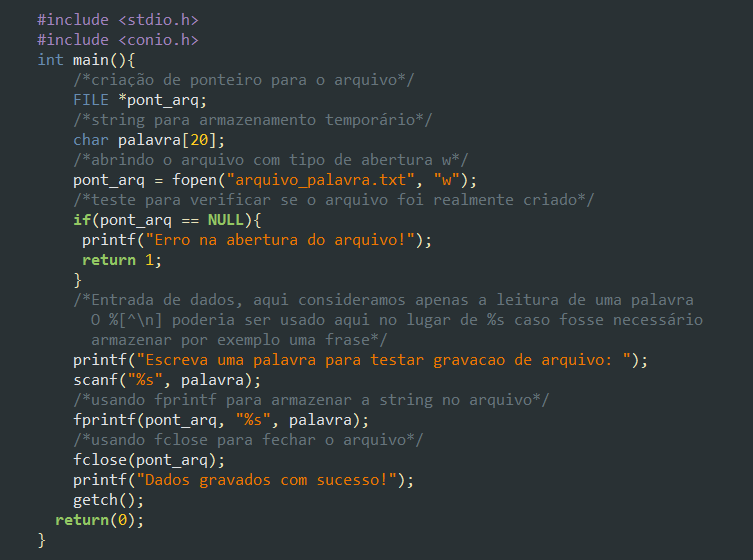 #include <stdio.h>
#include <conio.h>
int main(){
    /*criação de ponteiro para o arquivo*/
    FILE *pont_arq;
    /*string para armazenamento temporário*/
    char palavra[20];
    /*abrindo o arquivo com tipo de abertura w*/
    pont_arq = fopen("arquivo_palavra.txt", "w");
    /*teste para verificar se o arquivo foi realmente criado*/
    if(pont_arq == NULL){
     printf("Erro na abertura do arquivo!");
     return 1;
    }
    /*Entrada de dados, aqui consideramos apenas a leitura de uma palavra
      O %[^\n] poderia ser usado aqui no lugar de %s caso fosse necessário
      armazenar por exemplo uma frase*/
    printf("Escreva uma palavra para testar gravacao de arquivo: ");
    scanf("%s", palavra);
    /*usando fprintf para armazenar a string no arquivo*/
    fprintf(pont_arq, "%s", palavra);
    /*usando fclose para fechar o arquivo*/
    fclose(pont_arq);
    printf("Dados gravados com sucesso!");
    getch();
  return(0);
}